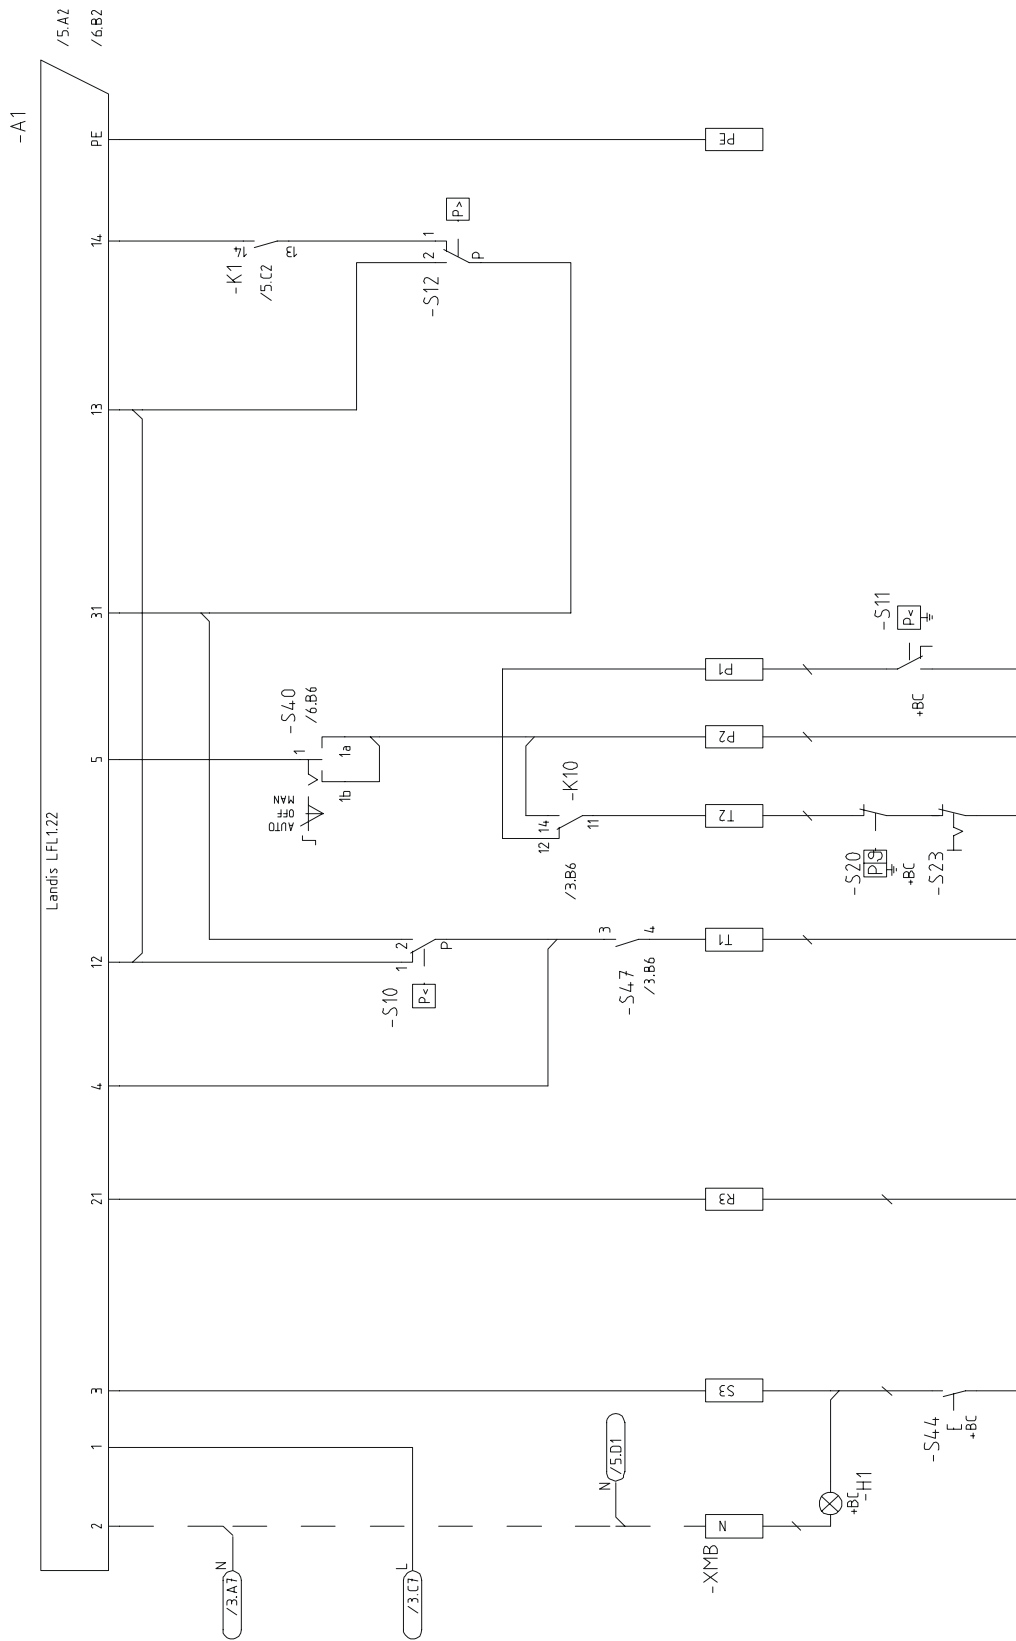 /5.A2
/6.B2
-A1
Landis LFL1.22
2
1
3
21
4
12
5
31
13
14
PE
N
/3.A7
L
/3.C7
N
/5.D1
-XMB
N
+BC
-H1
S3
-S44
E
+BC
R3
-S10
P<
1
2
P
-S47
/3.B6
3
4
T1
AUTO
OFF
MAN
-S40
/6.B6
1
1b
1a
-K10
/3.B6
12
14
11
T2
P2
P1
-S20
+BC
-S23
-S11
P<
+BC
-K1
/5.C2
14
13
-S12
P>
2
1
P
PE